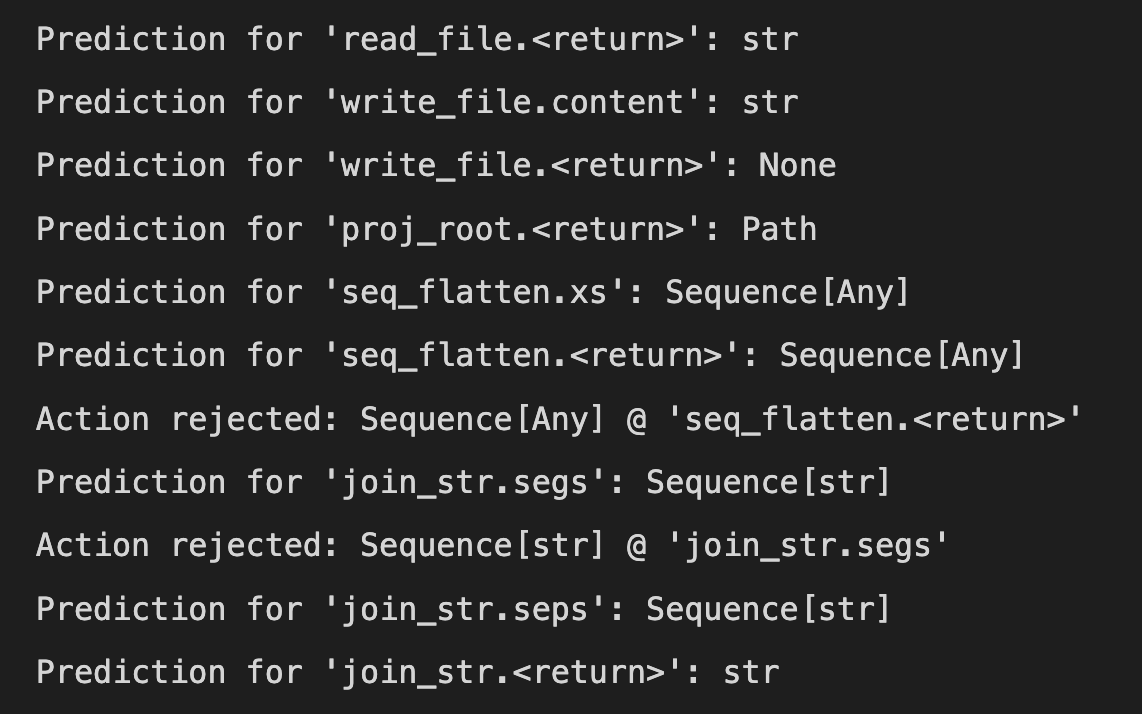 Prediction for 'read_file.<return>': str
Prediction for 'write_file.content': str
Prediction for 'write_file.<return>': None
Prediction for 'proj_root.<return>': Path
Prediction for 'seq_flatten.xs': Sequence[Any]
Prediction for 'seq_flatten.<return>': Sequence[Any]
Action rejected: Sequence[Any] @ 'seq_flatten.<return>'
Prediction for 'join_str.segs': Sequence[str]
Action rejected: Sequence[str] @ 'join_str.segs'
Prediction for 'join_str.seps': Sequence[str]
Prediction for 'join_str.<return>': str